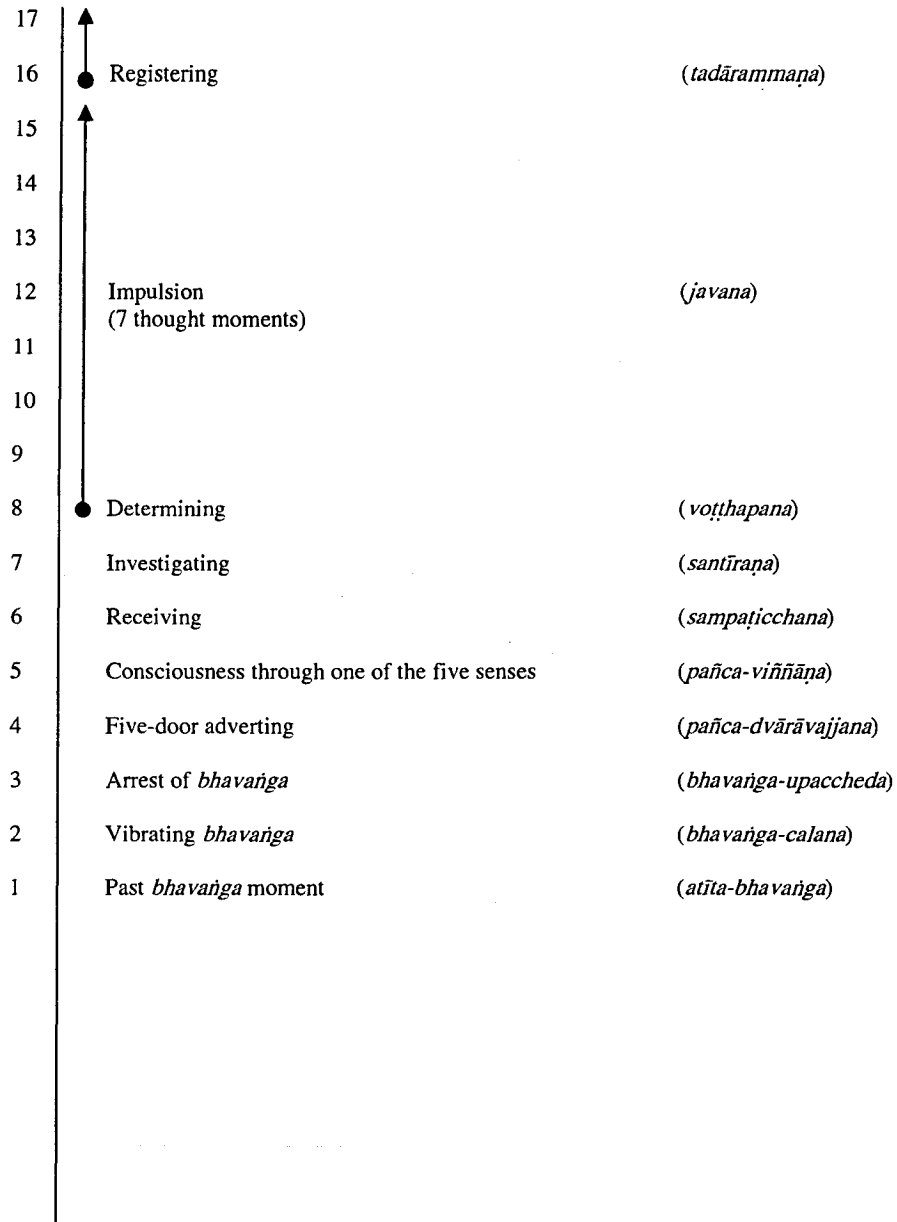 17
16 Registering (tadārammaṇa)
15
14
13
12 Impulsion (javana)
(7 thought moments)
11
10
9
8 Determining (voṭṭhapana)
7 Investigating (santīraṇa)
6 Receiving (sampaṭicchana)
5 Consciousness through one of the five senses (pañca-viññāṇa)
4 Five-door adverting (pañca-dvārāvajjana)
3 Arrest of bhavaṅga (bhavaṅga-upaccheda)
2 Vibrating bhavaṅga (bhavaṅga-calana)
1 Past bhavaṅga moment (atīta-bhavaṅga)